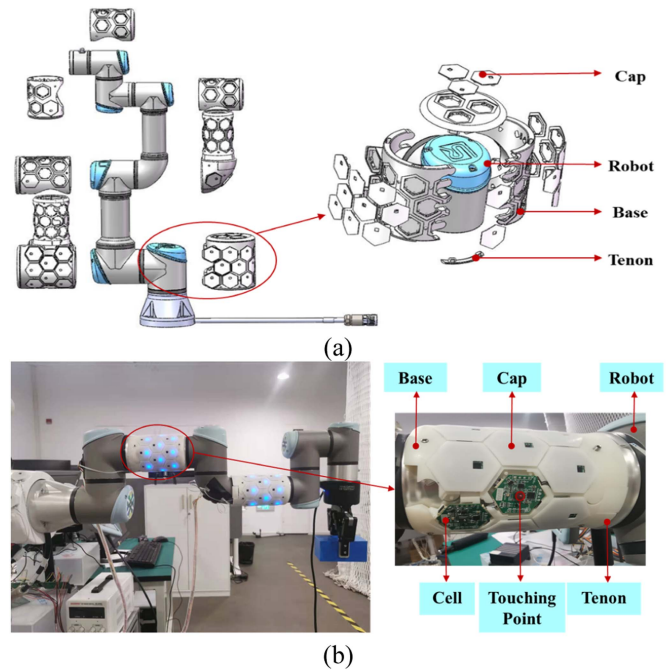 Cap
Robot
Base
Tenon
(a)
Base
Cap
Robot
Cell
Touching
Point
Tenon
(b)